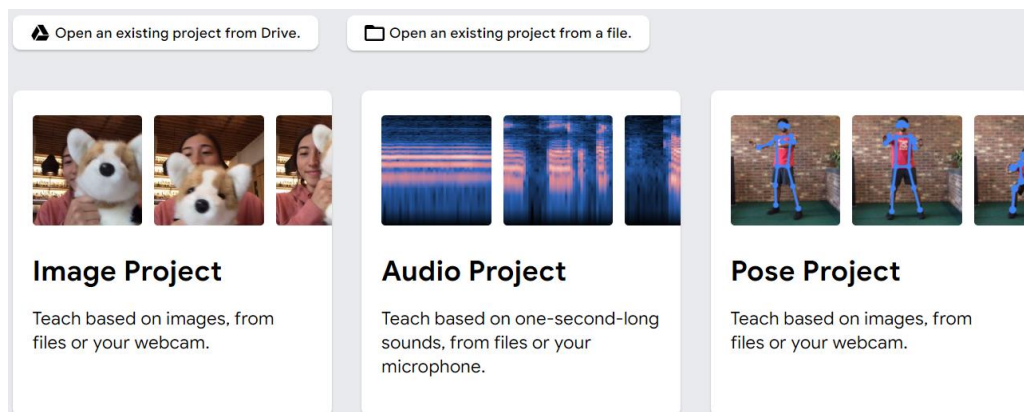 Open an existing project from Drive.
Open an existing project from a file.
Image Project
Teach based on images, from
files or your webcam.
Audio Project
Teach based on one-second-long
sounds, from files or your
microphone.
Pose Project
Teach based on images, from
files or your webcam.